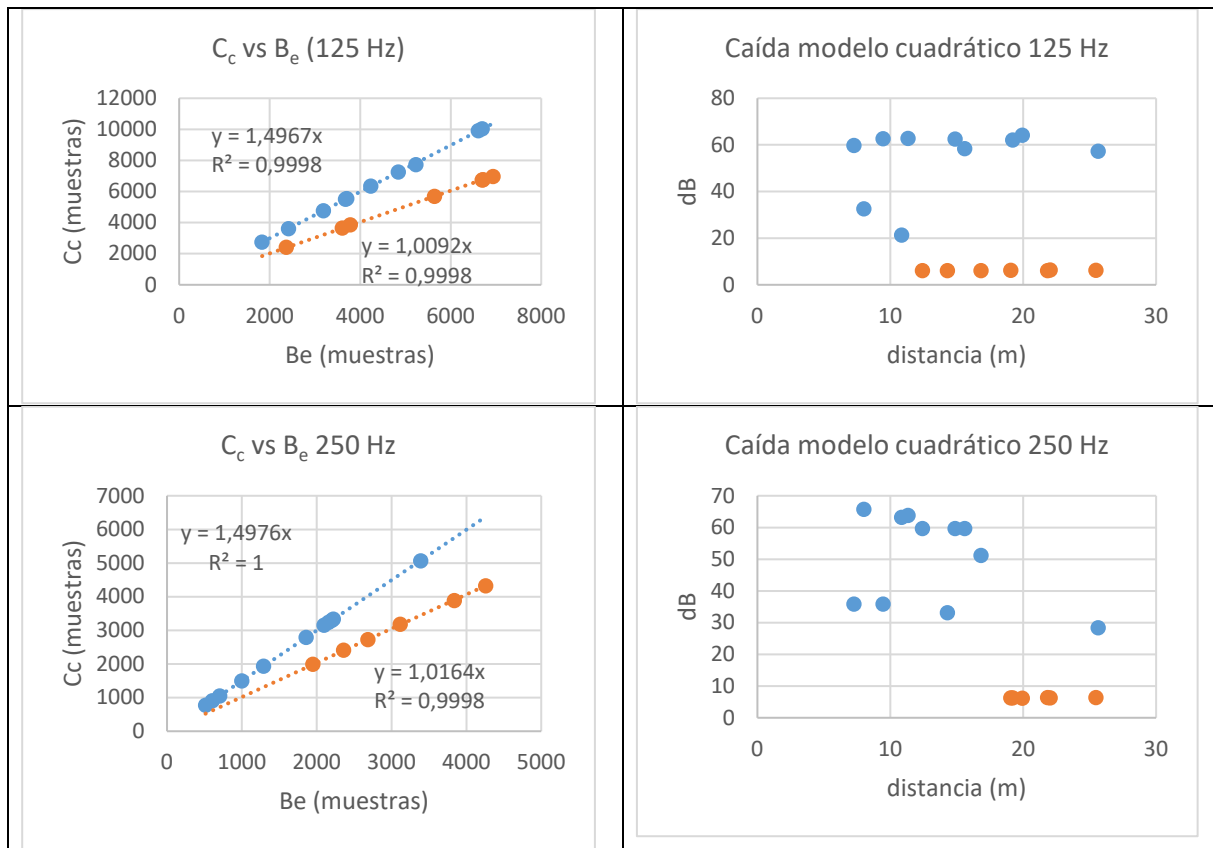 C_c vs B_e (125 Hz)
12000
10000
8000
6000
4000
2000
0
Cc (muestras)
y = 1,4967x
R² = 0,9998
y = 1,0092x
R² = 0,9998
0 2000 4000 6000 8000
Be (muestras)
Caída modelo cuadrático 125 Hz
80
60
40
20
0
dB
0 10 20 30
distancia (m)
C_c vs B_e 250 Hz
7000
6000
5000
4000
3000
2000
1000
0
Cc (muestras)
y = 1,4976x
R² = 1
y = 1,0164x
R² = 0,9998
0 1000 2000 3000 4000 5000
Be (muestras)
Caída modelo cuadrático 250 Hz
70
60
50
40
30
20
10
0
dB
0 10 20 30
distancia (m)